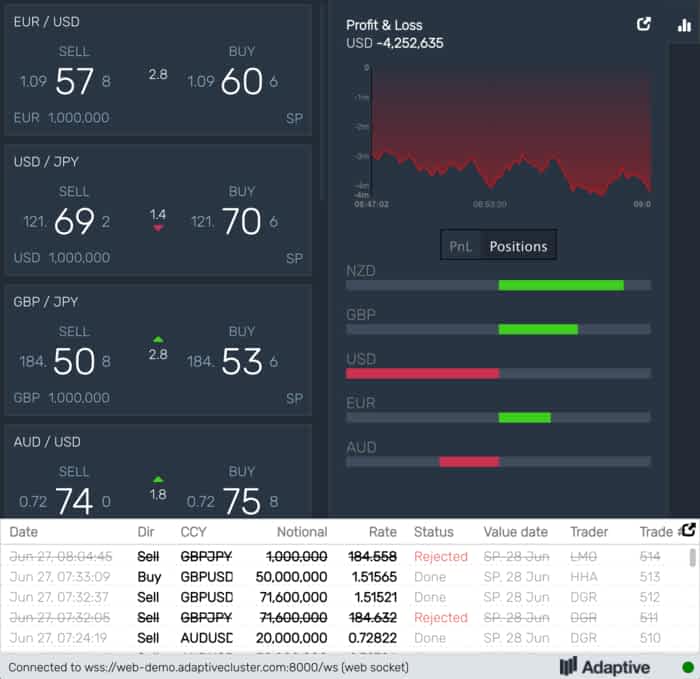 EUR / USD
SELL BUY
1.09 57 8 2.8 1.09 60 6
EUR 1,000,000 SP
USD / JPY
SELL BUY
121. 69 2 1.4 121. 70 6
USD 1,000,000 SP
GBP / JPY
SELL BUY
184. 50 8 2.8 184. 53 6
GBP 1,000,000 SP
AUD / USD
SELL BUY
0.72 74 0 1.8 0.72 75 8
Profit & Loss
USD -4,252,635
0
-1m
-2m
-3m
-4m
-4m
08:47:02 08:53:20 09:0
PnL Positions
NZD
GBP
USD
EUR
AUD
Date Dir CCY Notional Rate Status Value date Trader Trade
Jun 27, 08:04:45 Sell GBPJPY 1,000,000 184.558 Rejected SP. 28 Jun LMO 514
Jun 27, 07:33:09 Buy GBPUSD 50,000,000 1.51565 Done SP. 28 Jun HHA 513
Jun 27, 07:32:37 Sell GBPUSD 71,600,000 1.51521 Done SP. 28 Jun DGR 512
Jun 27, 07:32:05 Sell GBPJPY 71,600,000 184.632 Rejected SP. 28 Jun DGR 511
Jun 27, 07:24:19 Sell AUDUSD 20,000,000 0.72822 Done SP. 28 Jun DGR 510
Connected to wss://web-demo.adaptivecluster.com:8000/ws (web socket) Adaptive